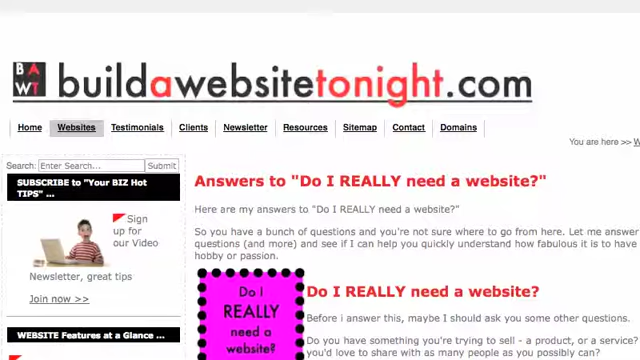 BA
WT
buildawebsitetonight.com
Home Websites Testimonials Clients Newsletter Resources Sitemap Contact Domains
You are here >> W
Search: Enter Search... Submit
SUBSCRIBE to "Your BIZ Hot
TIPS" ...
Sign
up for
our Video
Newsletter, great tips
Join now >>
WEBSITE Features at a Glance ...
Answers to "Do I REALLY need a website?"
Here are my answers to "Do I REALLY need a website?"
So you have a bunch of questions and you're not sure where to go from here. Let me answer
questions (and more) and see if I can help you quickly understand how fabulous it is to have
hobby or passion.
Do I
REALLY
need a
website?
Do I REALLY need a website?
Before i answer this, maybe I should ask you some other questions.
Do you have something you're trying to sell - a product, or a service?
you'd love to share with as many people as you possibly can?